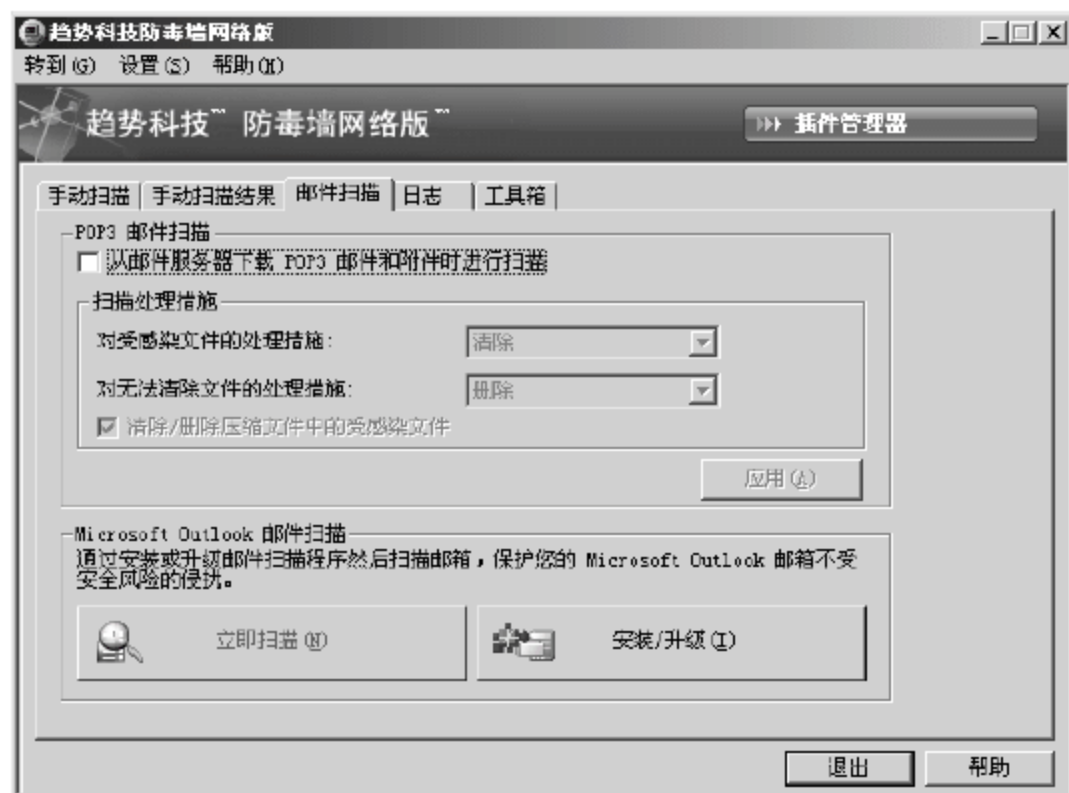 趋势科技防毒墙网络版
转到(G) 设置(S) 帮助(H)
趋势科技™ 防毒墙网络版™
插件管理器
手动扫描 手动扫描结果 邮件扫描 日志 工具箱
POP3 邮件扫描
从邮件服务器下载 POP3 邮件和附件时进行扫描
扫描处理措施
对受感染文件的处理措施: 清除
对无法清除文件的处理措施: 删除
清除/删除压缩文件中的受感染文件
应用(A)
Microsoft Outlook 邮件扫描
通过安装或升级邮件扫描程序然后扫描邮箱，保护您的 Microsoft Outlook 邮箱不受
安全风险的侵扰。
立即扫描(N) 安装/升级(I)
退出 帮助